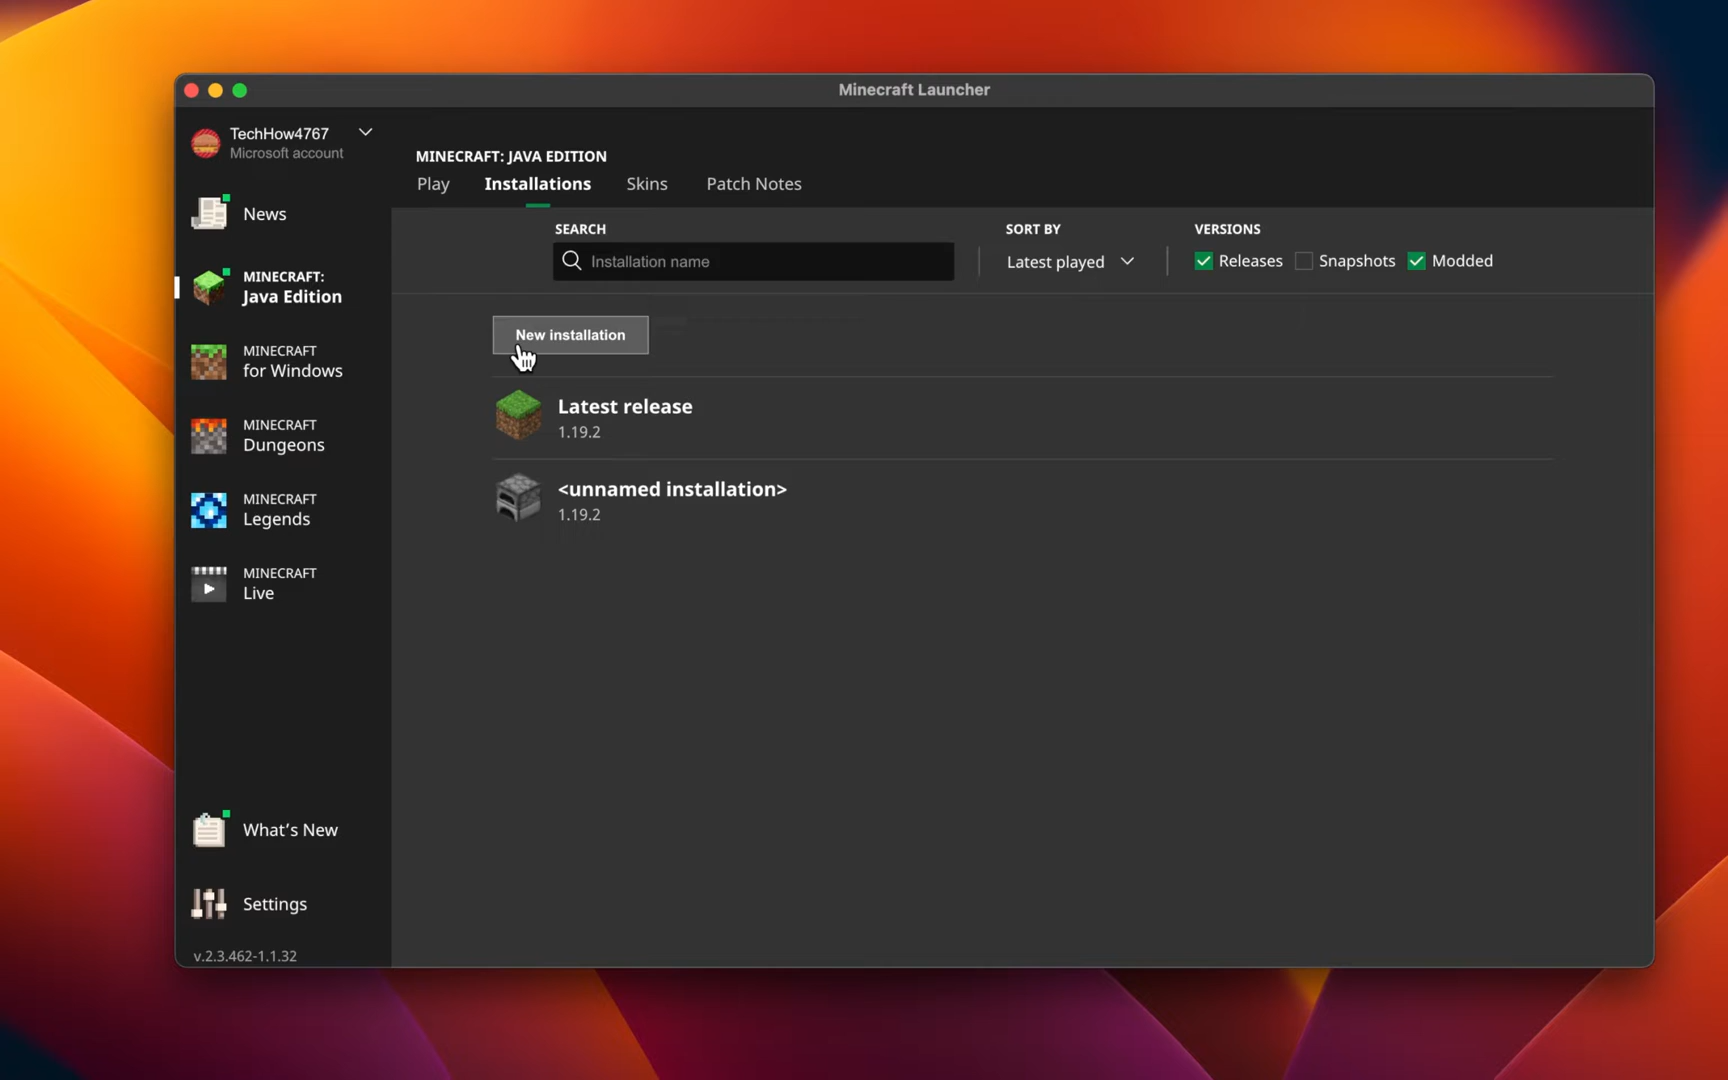 Minecraft Launcher
TechHow4767
Microsoft account
News
MINECRAFT:
Java Edition
MINECRAFT
for Windows
MINECRAFT
Dungeons
MINECRAFT
Legends
MINECRAFT
Live
What's New
Settings
v.2.3.462-1.1.32
MINECRAFT: JAVA EDITION
Play Installations Skins Patch Notes
SEARCH SORT BY VERSIONS
Installation name Latest played Releases Snapshots Modded
New installation
Latest release
1.19.2
<unnamed installation>
1.19.2